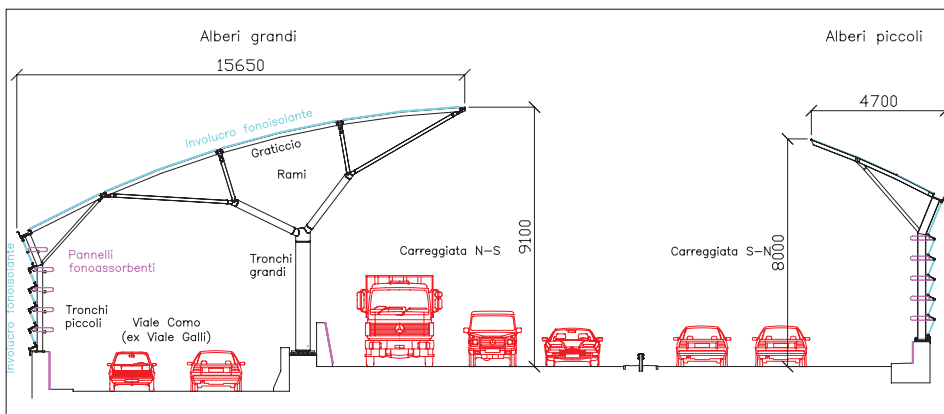 Alberi grandi
Alberi piccoli
15650
4700
Involucro fonoisolante
Graticcio
Rami
9100
8000
Carreggiata N-S
Carreggiata S-N
Pannelli
fonoassorbenti
Tronchi
grandi
Tronchi
piccoli
Viale Como
(ex Viale Galli)
Involucro fonoisolante